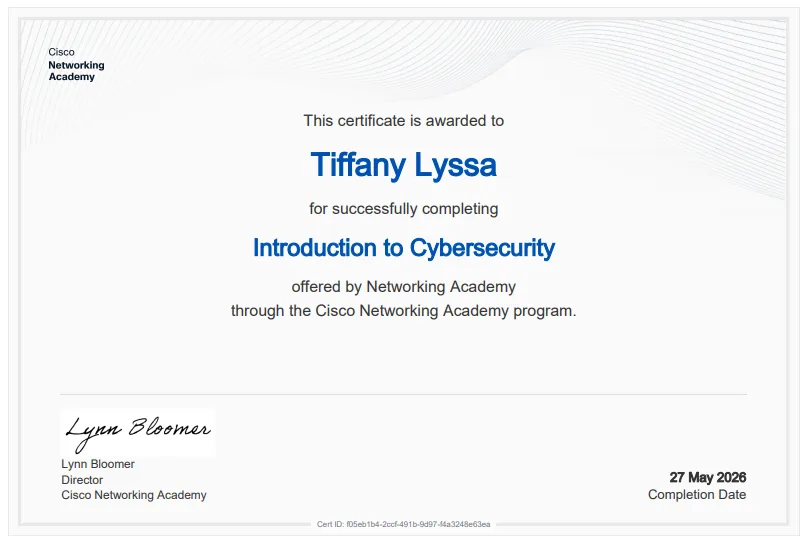 Cisco
Networking
Academy
This certificate is awarded to
Tiffany Lyssa
for successfully completing
Introduction to Cybersecurity
offered by Networking Academy
through the Cisco Networking Academy program.
Lynn Bloomer
Lynn Bloomer
Director
Cisco Networking Academy
27 May 2026
Completion Date
Cert ID: f05eb1b4-2ccf-491b-9d97-f4a3248e63ea